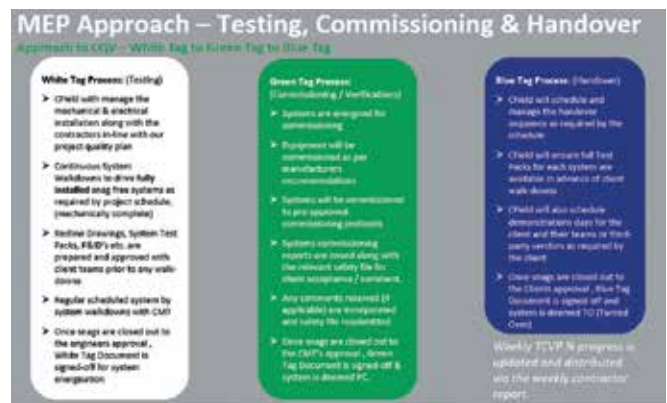 MEP Approach – Testing, Commissioning & Handover
Approach to CQV – White Tag to Green Tag to Blue Tag
White Tag Process: (Testing)
➤ CField with manage the
mechanical & electrical
installation along with the
contractors in-line with our
project quality plan
➤ Continuous System
Walkdowns to drive fully
installed snag free systems as
required by project schedule.
(mechanically complete)
➤ Redline Drawings, System Test
Packs, P&ID's etc. are
prepared and approved with
client teams prior to any walk-
downs
➤ Regular scheduled system by
system walkdowns with CMT
➤ Once snags are closed out to
the engineers approval ,
White Tag Document is
signed-off for system
energisation
Green Tag Process:
(Commissioning / Verifications)
➤ Systems are energised for
commissioning
➤ Equipment will be
commissioned as per
manufacturers
recommendations
➤ Systems will be commissioned
to pre-approved
commissioning protocols
➤ Systems commissioning
reports are issued along with
the relevant safety file for
client acceptance / comment.
➤ Any comments returned (if
applicable) are incorporated
and safety file resubmitted
➤ Once snags are closed out to
the CMT's approval , Green
Tag Document is signed-off &
system is deemed PC.
Blue Tag Process: (Handover)
➤ CField will schedule and
manage the handover
sequence as required by the
schedule
➤ CField will ensure full Test
Packs for each system are
available in advance of client
walk-downs
➤ CField will also schedule
demonstrations days for the
client and their teams or third-
party vendors as required by
the client
➤ Once snags are closed out to
the Clients approval , Blue Tag
Document is signed off and
system is deemed TO (Turned
Over)
Weekly TCVP % progress is
updated and distributed
via the weekly contractor
report.